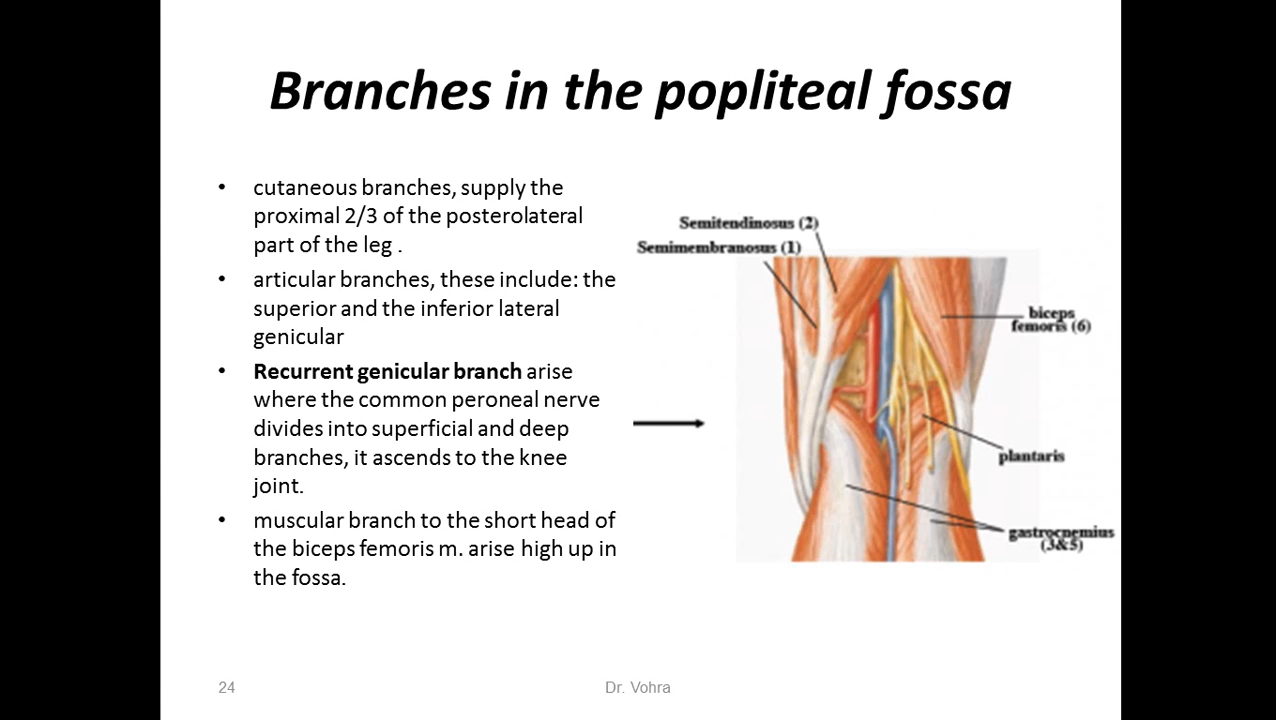 Branches in the popliteal fossa
• cutaneous branches, supply the
proximal 2/3 of the posterolateral
part of the leg .
• articular branches, these include: the
superior and the inferior lateral
genicular
• Recurrent genicular branch arise
where the common peroneal nerve
divides into superficial and deep
branches, it ascends to the knee
joint.
• muscular branch to the short head of
the biceps femoris m. arise high up in
the fossa.
Semitendinosus (2)
Semimembranosus (1)
biceps
femoris (6)
plantaris
gastrocnemius
(3&5)
24
Dr. Vohra